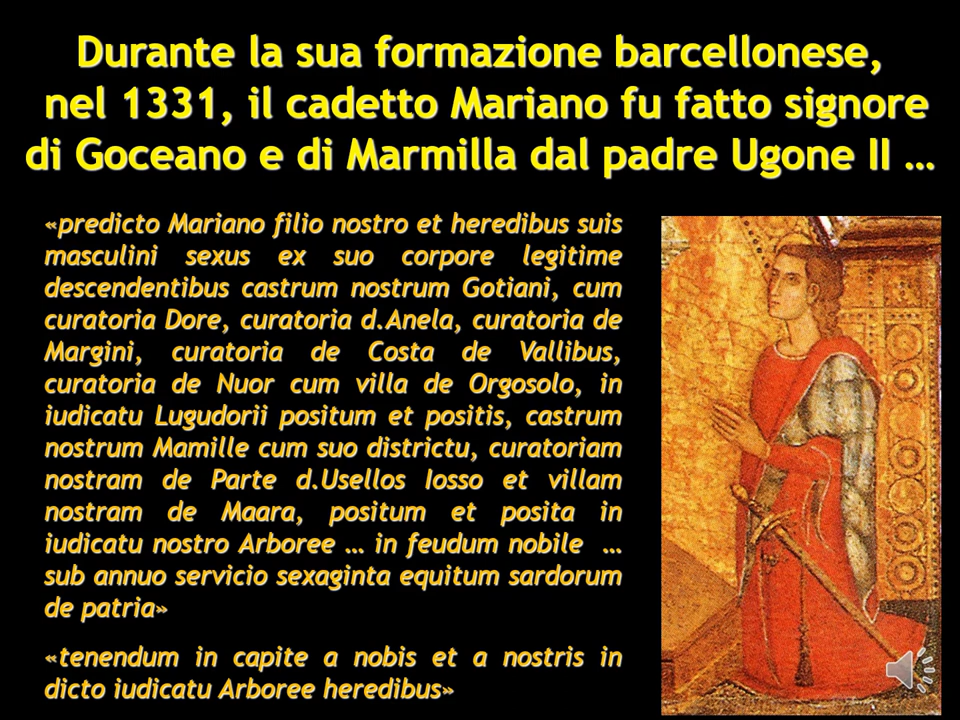 Durante la sua formazione barcellonese,
nel 1331, il cadetto Mariano fu fatto signore
di Goceano e di Marmilla dal padre Ugone II …
«predicto Mariano filio nostro et heredibus suis
masculini sexus ex suo corpore legitime
descendentibus castrum nostrum Gotiani, cum
curatoria Dore, curatoria d.Anela, curatoria de
Margini, curatoria de Costa de Vallibus,
curatoria de Nuor cum villa de Orgosolo, in
iudicatu Lugudorii positum et positis, castrum
nostrum Mamille cum suo districtu, curatoriam
nostram de Parte d.Usellos Iosso et villam
nostram de Maara, positum et posita in
iudicatu nostro Arboree … in feudum nobile …
sub annuo servicio sexaginta equitum sardorum
de patria»
«tenendum in capite a nobis et a nostris in
dicto iudicatu Arboree heredibus»